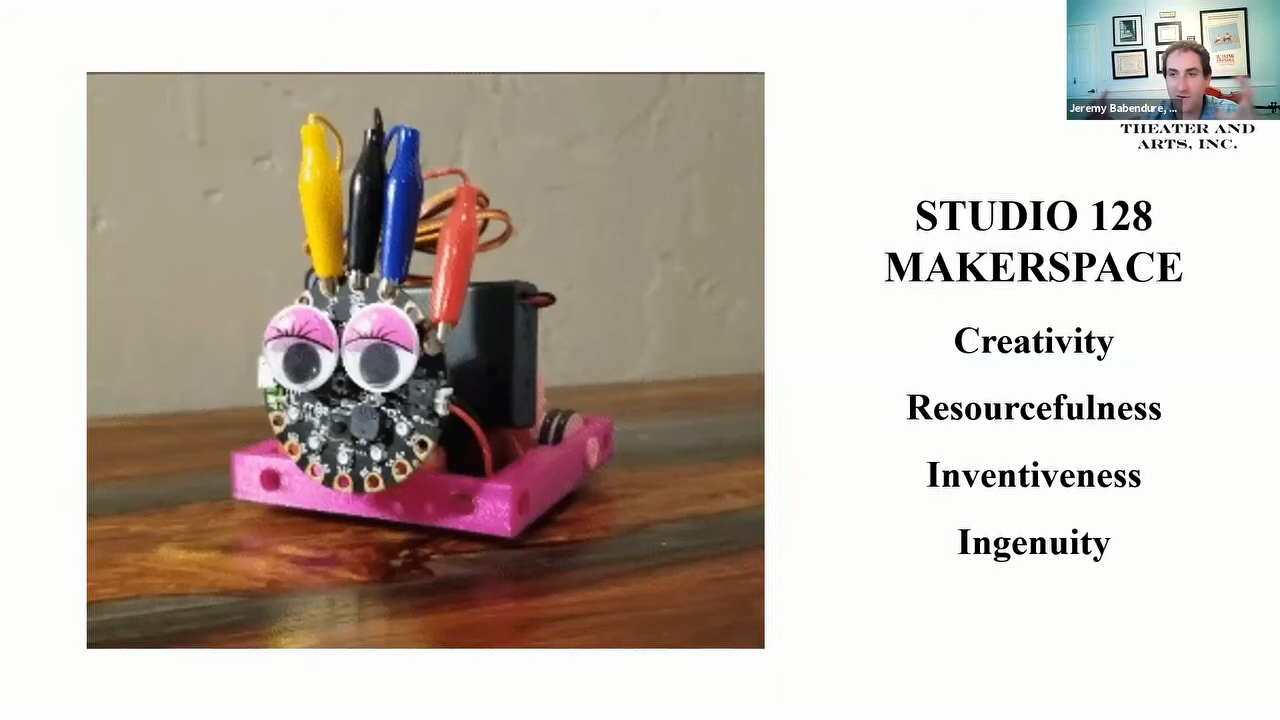 Jeremy Babendure, ...
THEATER AND
ARTS, INC.
STUDIO 128
MAKERSPACE
Creativity
Resourcefulness
Inventiveness
Ingenuity